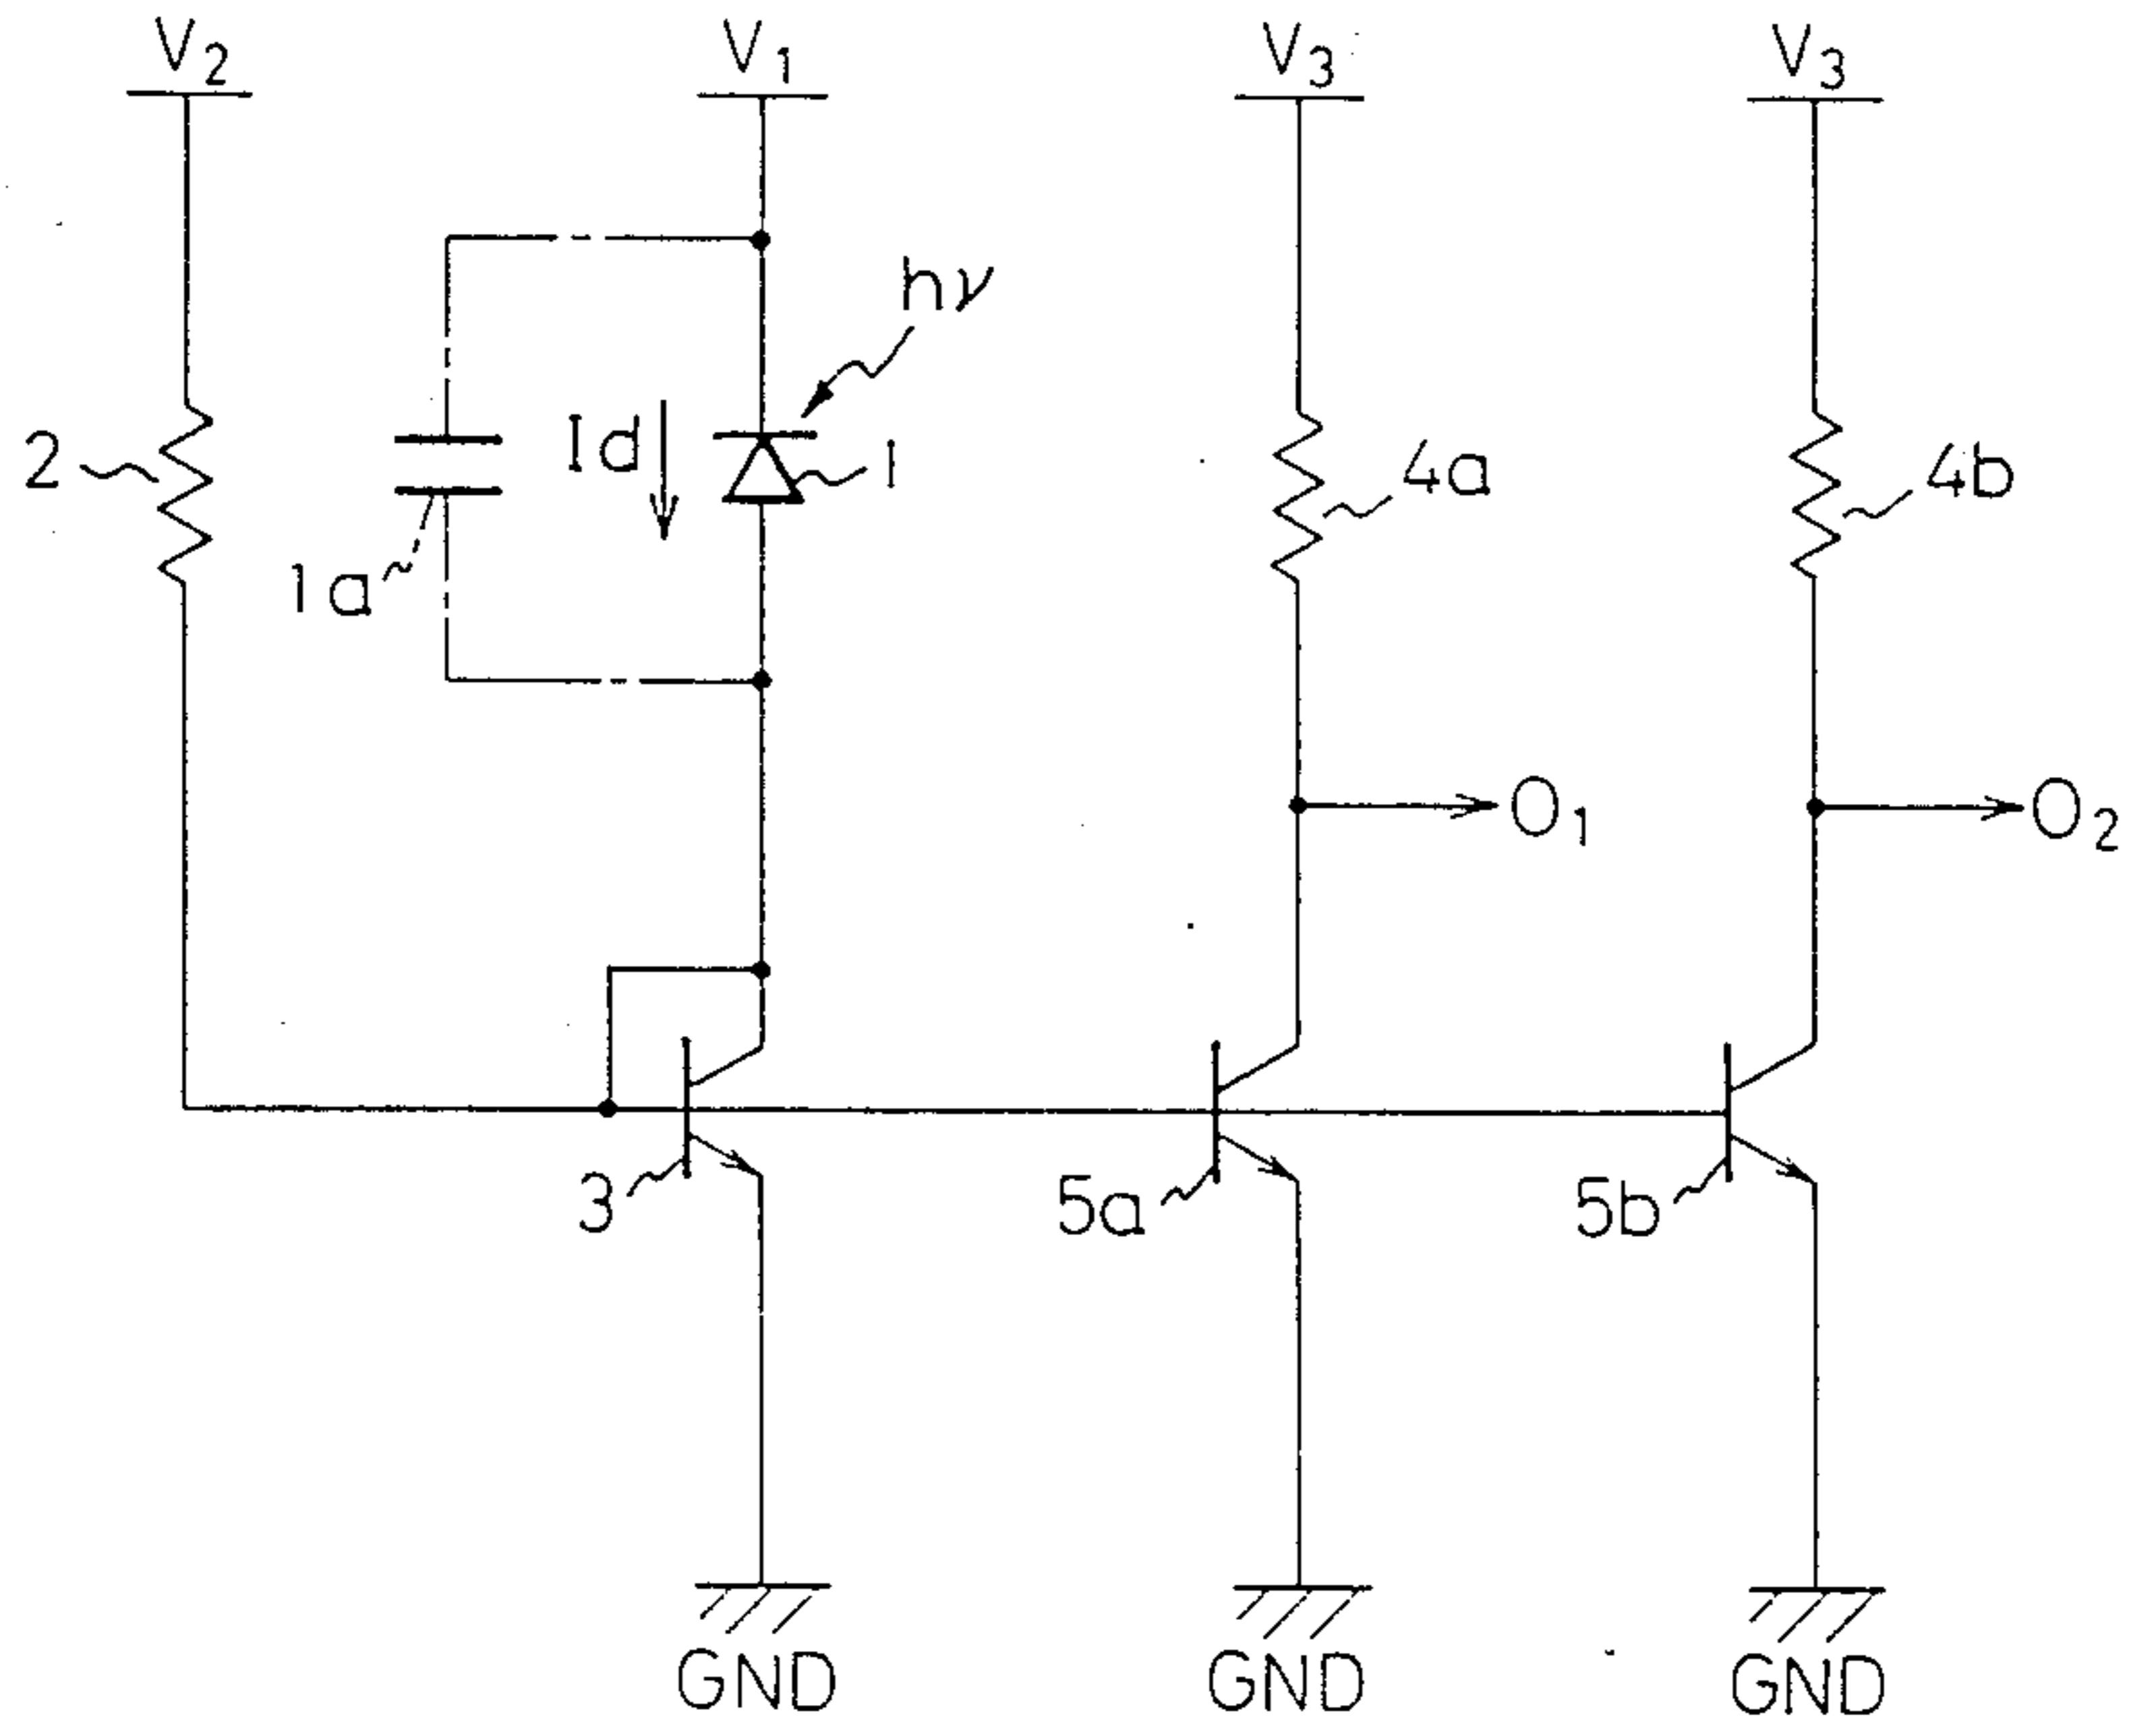 V2 V1 V3 V3
hν
2 1a Id 1 4a 4b
O1 O2
3 5a 5b
GND GND GND